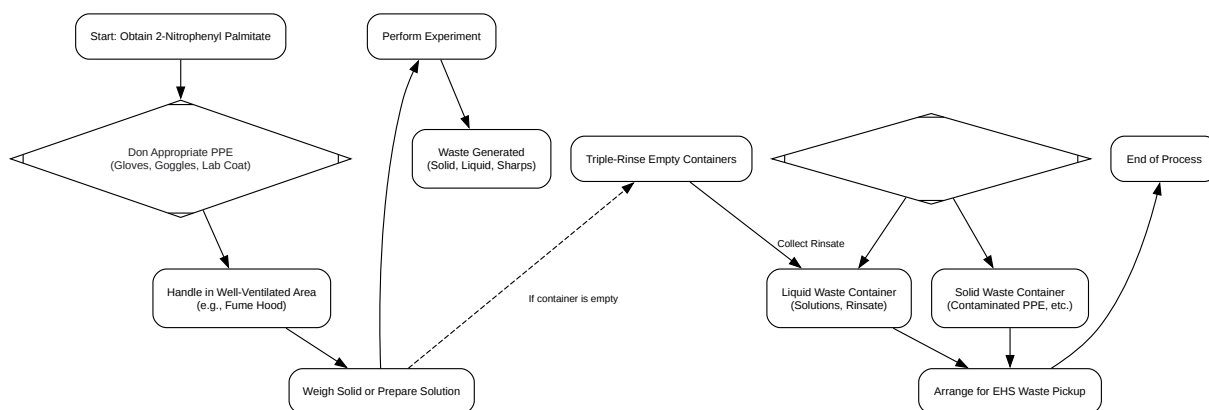 Start: Obtain 2-Nitrophenyl Palmitate
Perform Experiment
Don Appropriate PPE
(Gloves, Goggles, Lab Coat)
Waste Generated
(Solid, Liquid, Sharps)
Triple-Rinse Empty Containers
End of Process
Collect Rinsate
Handle in Well-Ventilated Area
(e.g., Fume Hood)
If container is empty
Liquid Waste Container
(Solutions, Rinsate)
Solid Waste Container
(Contaminated PPE, etc.)
Weigh Solid or Prepare Solution
Arrange for EHS Waste Pickup